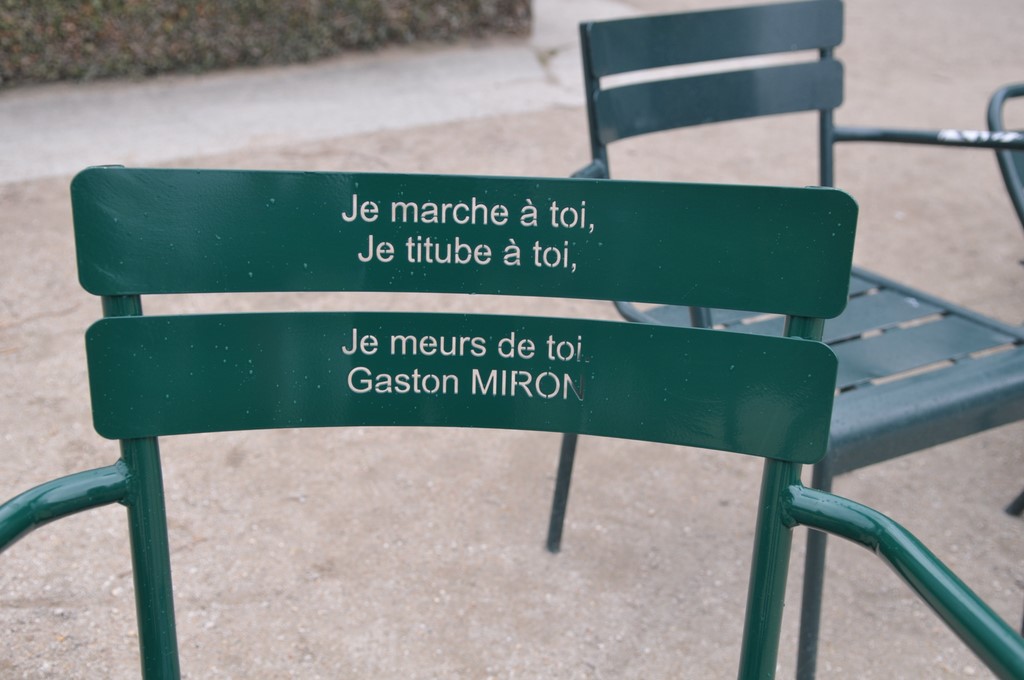 Je marche à toi,
Je titube à toi,
Je meurs de toi
Gaston MIRON